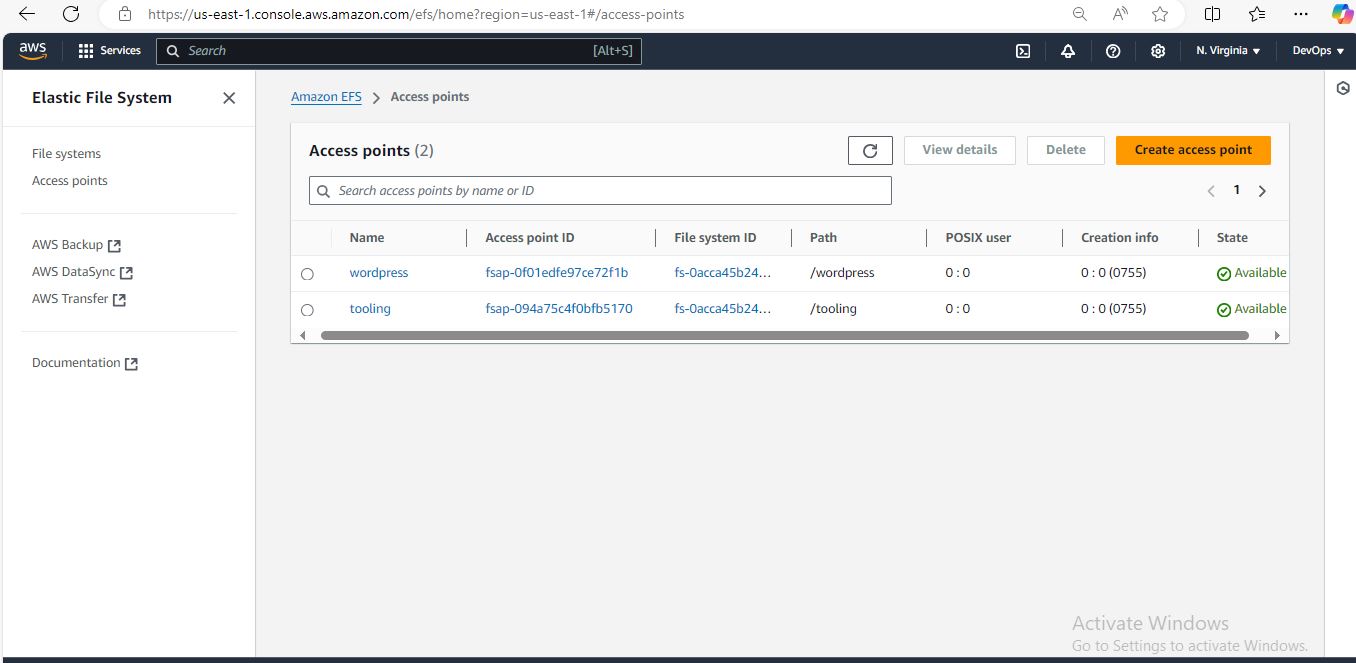 https://us-east-1.console.aws.amazon.com/efs/home?region=us-east-1#/access-points
aws Services Search [Alt+S] N. Virginia DevOps
Elastic File System
File systems
Access points
AWS Backup
AWS DataSync
AWS Transfer
Documentation
Amazon EFS Access points
Access points (2) View details Delete Create access point
Search access points by name or ID 1
Name Access point ID File system ID Path POSIX user Creation info State
wordpress fsap-0f01edfe97ce72f1b fs-0acca45b24... /wordpress 0 : 0 0 : 0 (0755) Available
tooling fsap-094a75c4f0bfb5170 fs-0acca45b24... /tooling 0 : 0 0 : 0 (0755) Available
Activate Windows
Go to Settings to activate Windows.